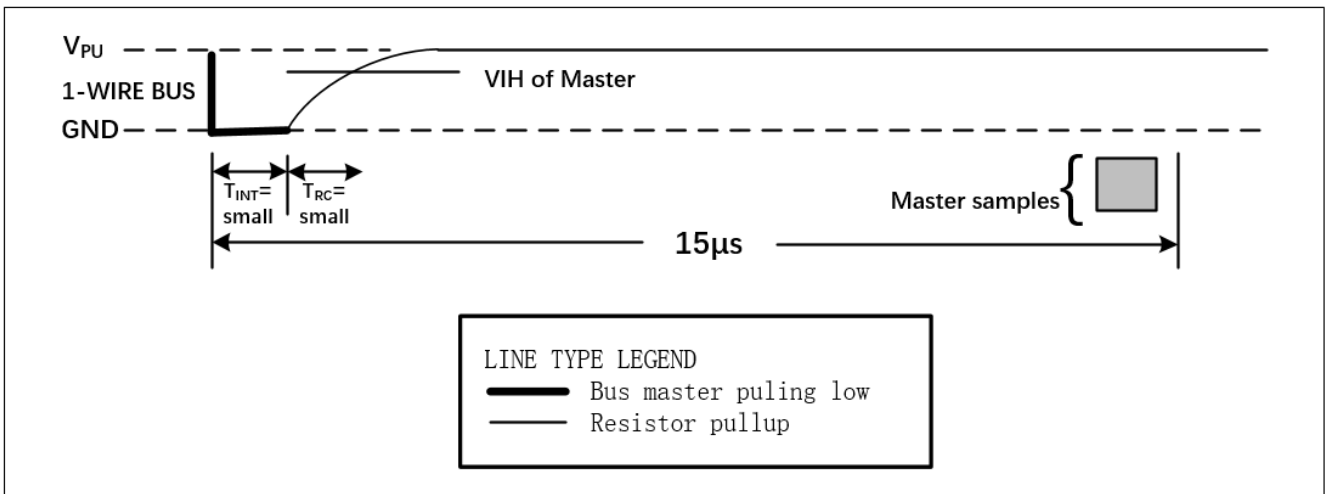 VPU
1-WIRE BUS
VIH of Master
GND
TINT= TRC=
small small
Master samples
15μs
LINE TYPE LEGEND
Bus master puling low
Resistor pullup